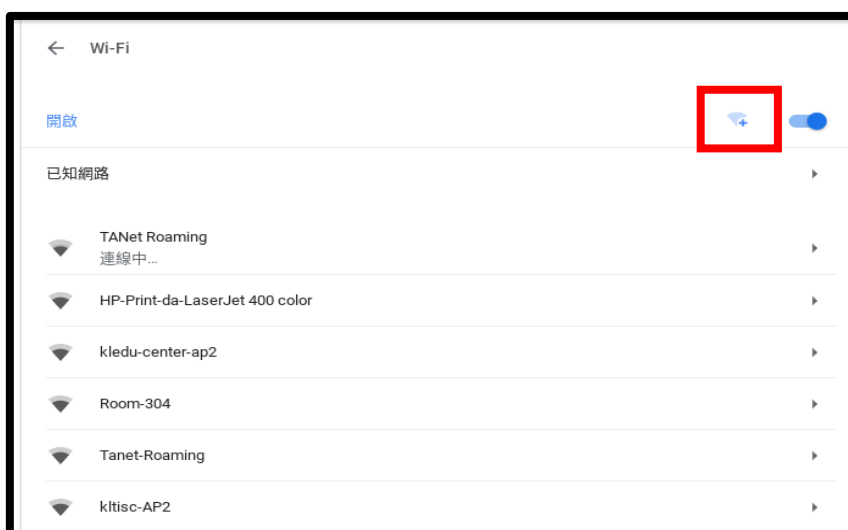 Wi-Fi
開啟
已知網路
TANet Roaming
連線中...
HP-Print-da-LaserJet 400 color
kledu-center-ap2
Room-304
Tanet-Roaming
kltisc-AP2